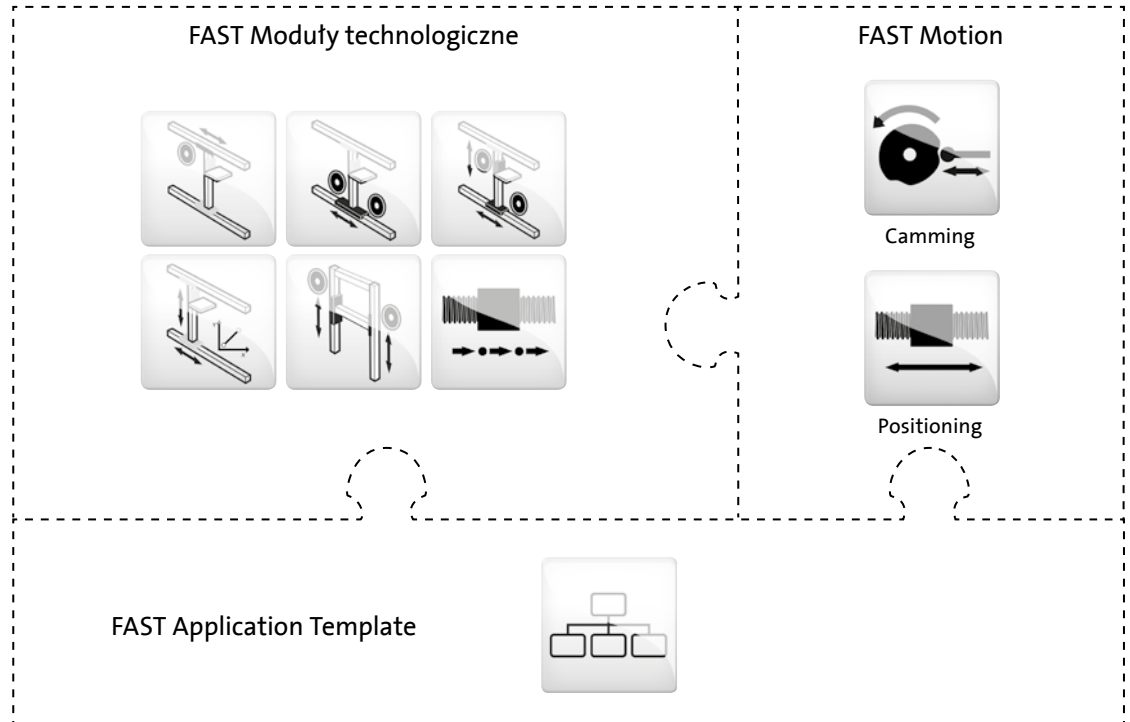 FAST Moduły technologiczne
Y
X
FAST Motion
Camming
Positioning
FAST Application Template